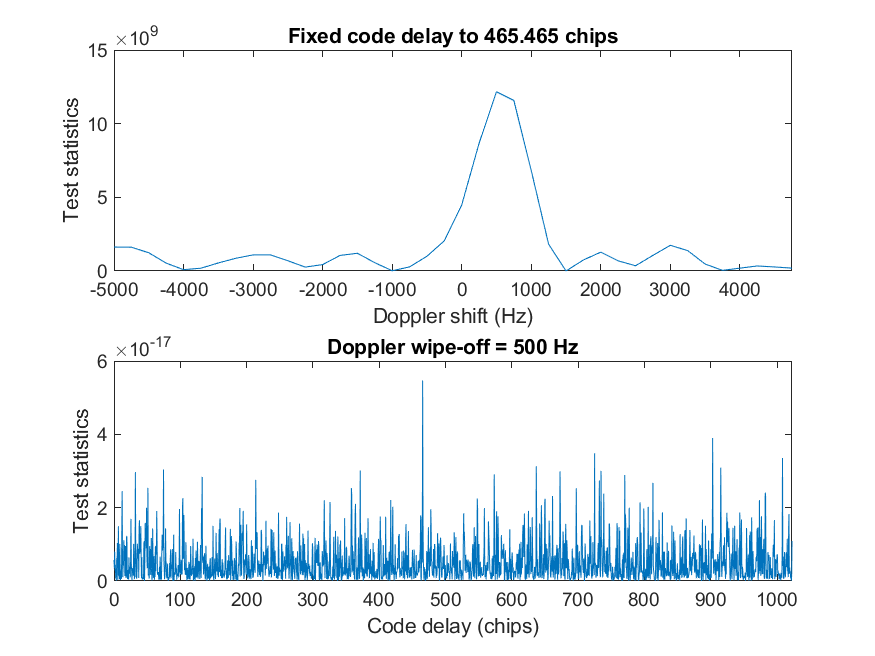 ×10^9
Fixed code delay to 465.465 chips
15
10
5
0
Test statistics
-5000 -4000 -3000 -2000 -1000 0 1000 2000 3000 4000
Doppler shift (Hz)
×10^-17
Doppler wipe-off = 500 Hz
6
4
2
0
Test statistics
0 100 200 300 400 500 600 700 800 900 1000
Code delay (chips)